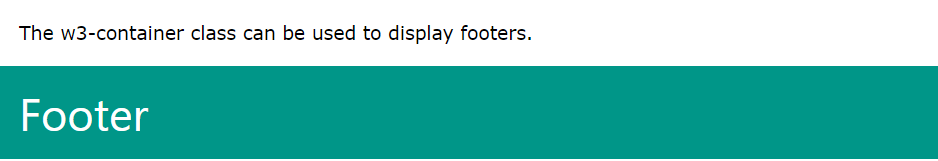 The w3-container class can be used to display footers.
Footer